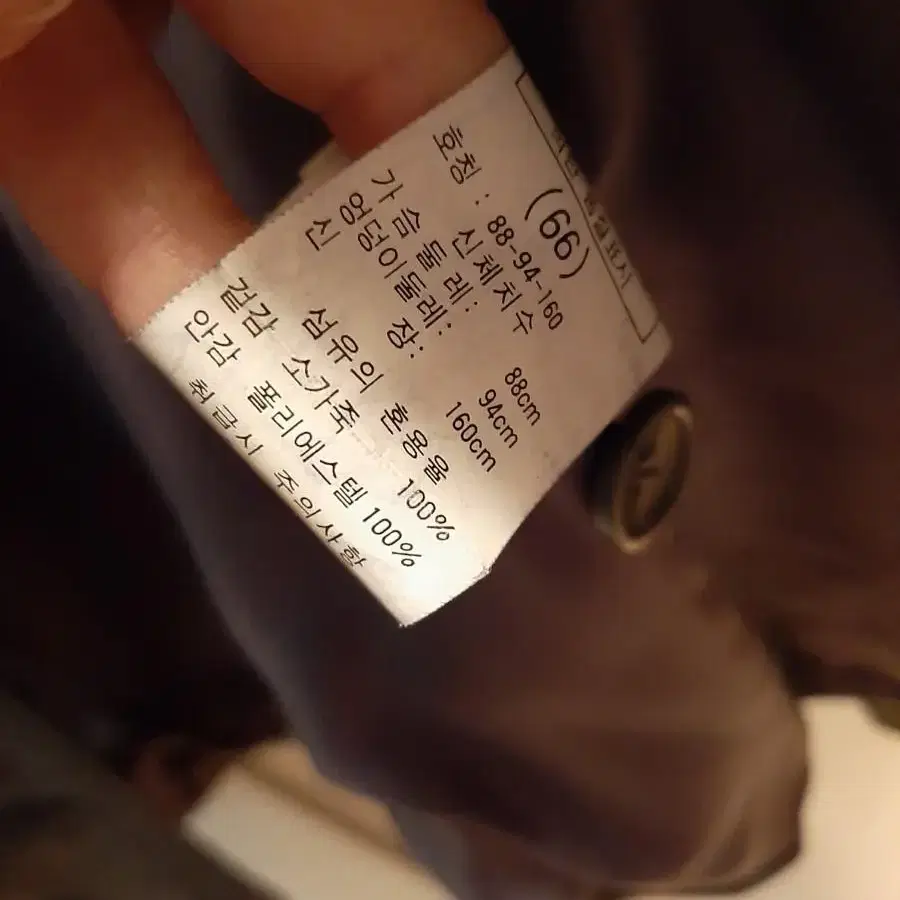 (66)
호칭 : 88-94-160
신체치수
가슴둘레: 88cm
엉덩이둘레: 94cm
신 장: 160cm
섬유의 혼용율
겉감 소가죽 100%
안감 폴리에스텔 100%
취급시 주의사항